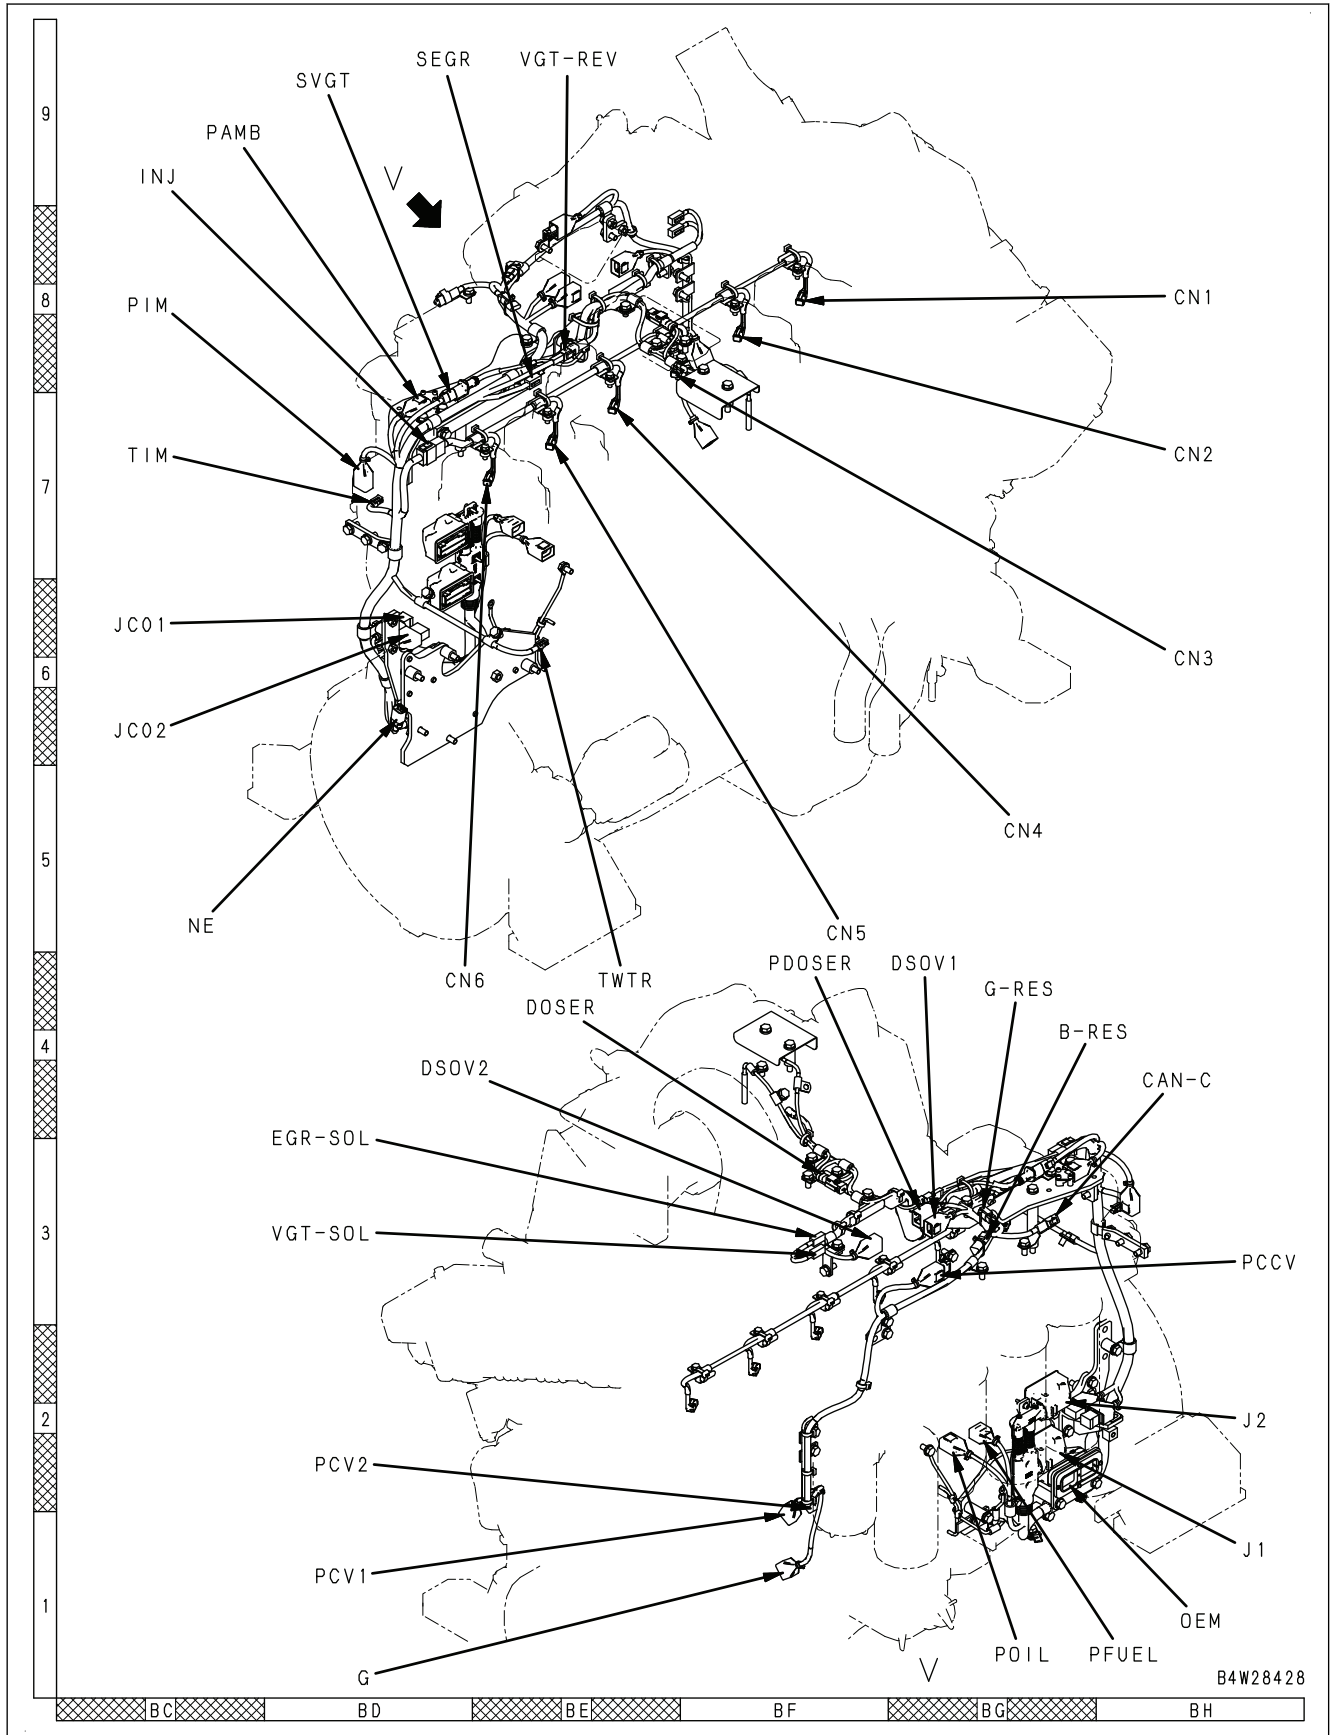 SEGR
VGT-REV
SVGT
9
PAMB
INJ
V
8
CN1
PIM
CN2
TIM
7
JC01
CN3
6
JC02
CN4
5
NE
CN5
CN6
TWTR
PDOSER
DSOV1
G-RES
DOSER
B-RES
4
DSOV2
CAN-C
EGR-SOL
3
VGT-SOL
PCCV
2
J2
PCV2
J1
PCV1
1
OEM
POIL
PFUEL
G
V
B4W28428
BC
BD
BE
BF
BG
BH